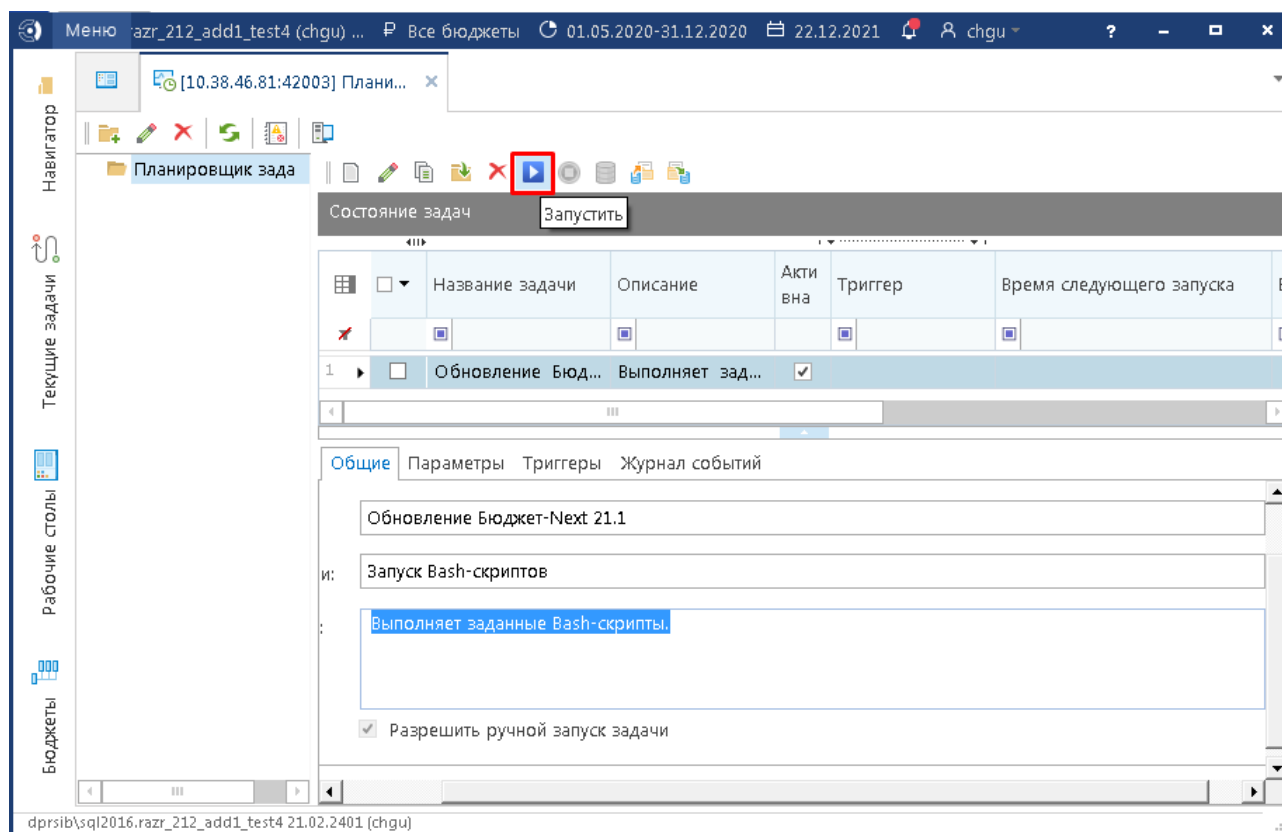 Меню azr_212_add1_test4 (chgu) ... ₽ Все бюджеты 01.05.2020-31.12.2020 22.12.2021 chgu ?
[10.38.46.81:42003] Плани...
Навигатор
Текущие задачи
Рабочие столы
Бюджеты
Планировщик зада
Состояние задач
Запустить
Название задачи Описание Акти вна Триггер Время следующего запуска
1 Обновление Бюд... Выполняет зад...
Общие Параметры Триггеры Журнал событий
Обновление Бюджет-Next 21.1
и: Запуск Bash-скриптов
: Выполняет заданные Bash-скрипты.
Разрешить ручной запуск задачи
dprsib\sql2016.razr_212_add1_test4 21.02.2401 (chgu)